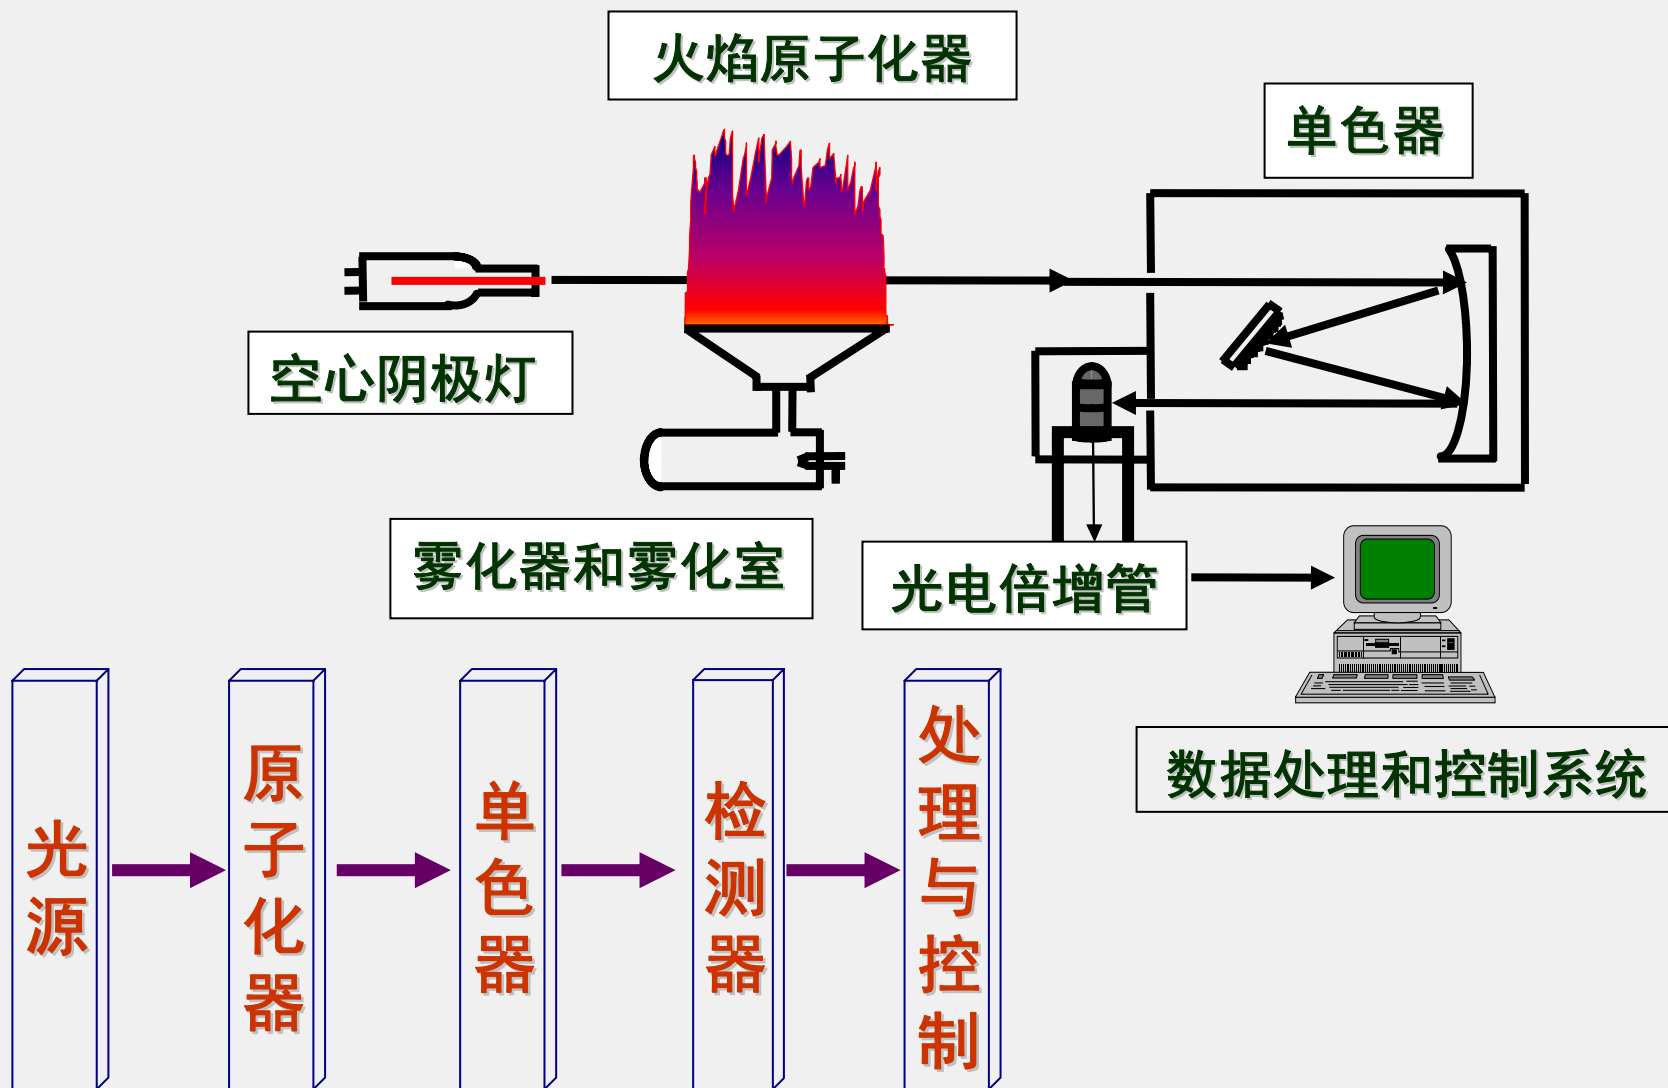 火焰原子化器
单色器
空心阴极灯
雾化器和雾化室
光电倍增管
数据处理和控制系统
光源
原子化器
单色器
检测器
处理与控制